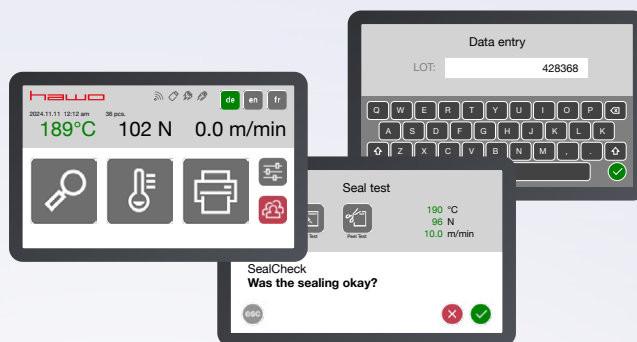 hawo
de en fr
2024.11.11 12:12 am 36 pcs.
189°C 102 N 0.0 m/min
Data entry
LOT: 428368
Q W E R T Y U I O P
A S D F G H J K L K
Z X C V B N M , .
Seal test
190 °C
96 N
10.0 m/min
Test Peel Test
SealCheck
Was the sealing okay?
esc